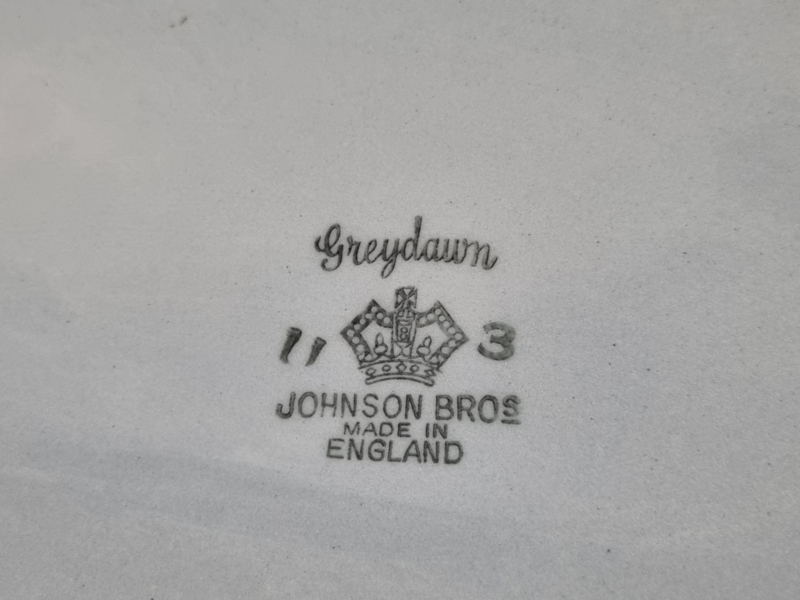 Greydawn
11 3
JOHNSON BROS
MADE IN
ENGLAND